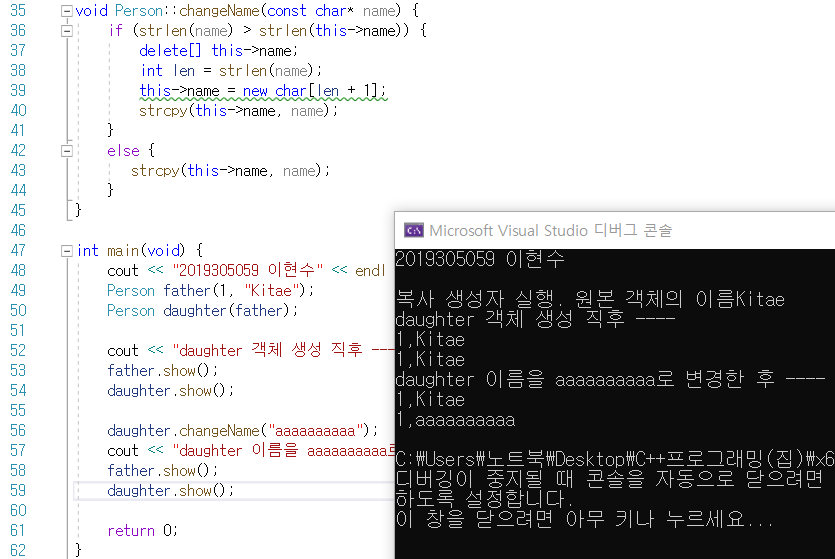 35 void Person::changeName(const char* name) {
36 if (strlen(name) > strlen(this->name)) {
37 delete[] this->name;
38 int len = strlen(name);
39 this->name = new char[len + 1];
40 strcpy(this->name, name);
41 }
42 else {
43 strcpy(this->name, name);
44 }
45 }
46
47 int main(void) {
48 cout << "2019305059 이현수" << endl
49 Person father(1, "Kitae");
50 Person daughter(father);
51
52 cout << "daughter 객체 생성 직후 ---
53 father.show();
54 daughter.show();
55
56 daughter.changeName("aaaaaaaaaa");
57 cout << "daughter 이름을 aaaaaaaaaa로
58 father.show();
59 daughter.show();
60
61 return 0;
62 }
Microsoft Visual Studio 디버그 콘솔
2019305059 이현수
복사 생성자 실행. 원본 객체의 이름Kitae
daughter 객체 생성 직후 ----
1,Kitae
1,Kitae
daughter 이름을 aaaaaaaaaa로 변경한 후 ----
1,Kitae
1,aaaaaaaaaa
C:₩Users₩노트북₩Desktop₩C++프로그래밍(집)₩x6
디버깅이 중지될 때 콘솔을 자동으로 닫으려면
하도록 설정합니다.
이 창을 닫으려면 아무 키나 누르세요...